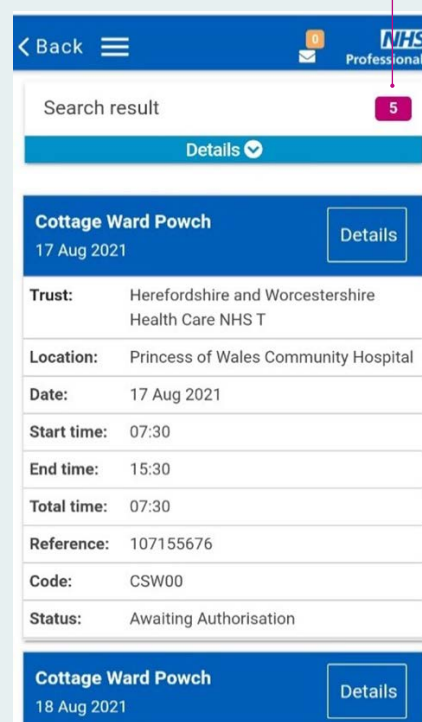 Back
0
NHS
Professional
Search result
5
Details
Cottage Ward Powch
17 Aug 2021
Details
Trust: Herefordshire and Worcestershire
Health Care NHS T
Location: Princess of Wales Community Hospital
Date: 17 Aug 2021
Start time: 07:30
End time: 15:30
Total time: 07:30
Reference: 107155676
Code: CSW00
Status: Awaiting Authorisation
Cottage Ward Powch
18 Aug 2021
Details